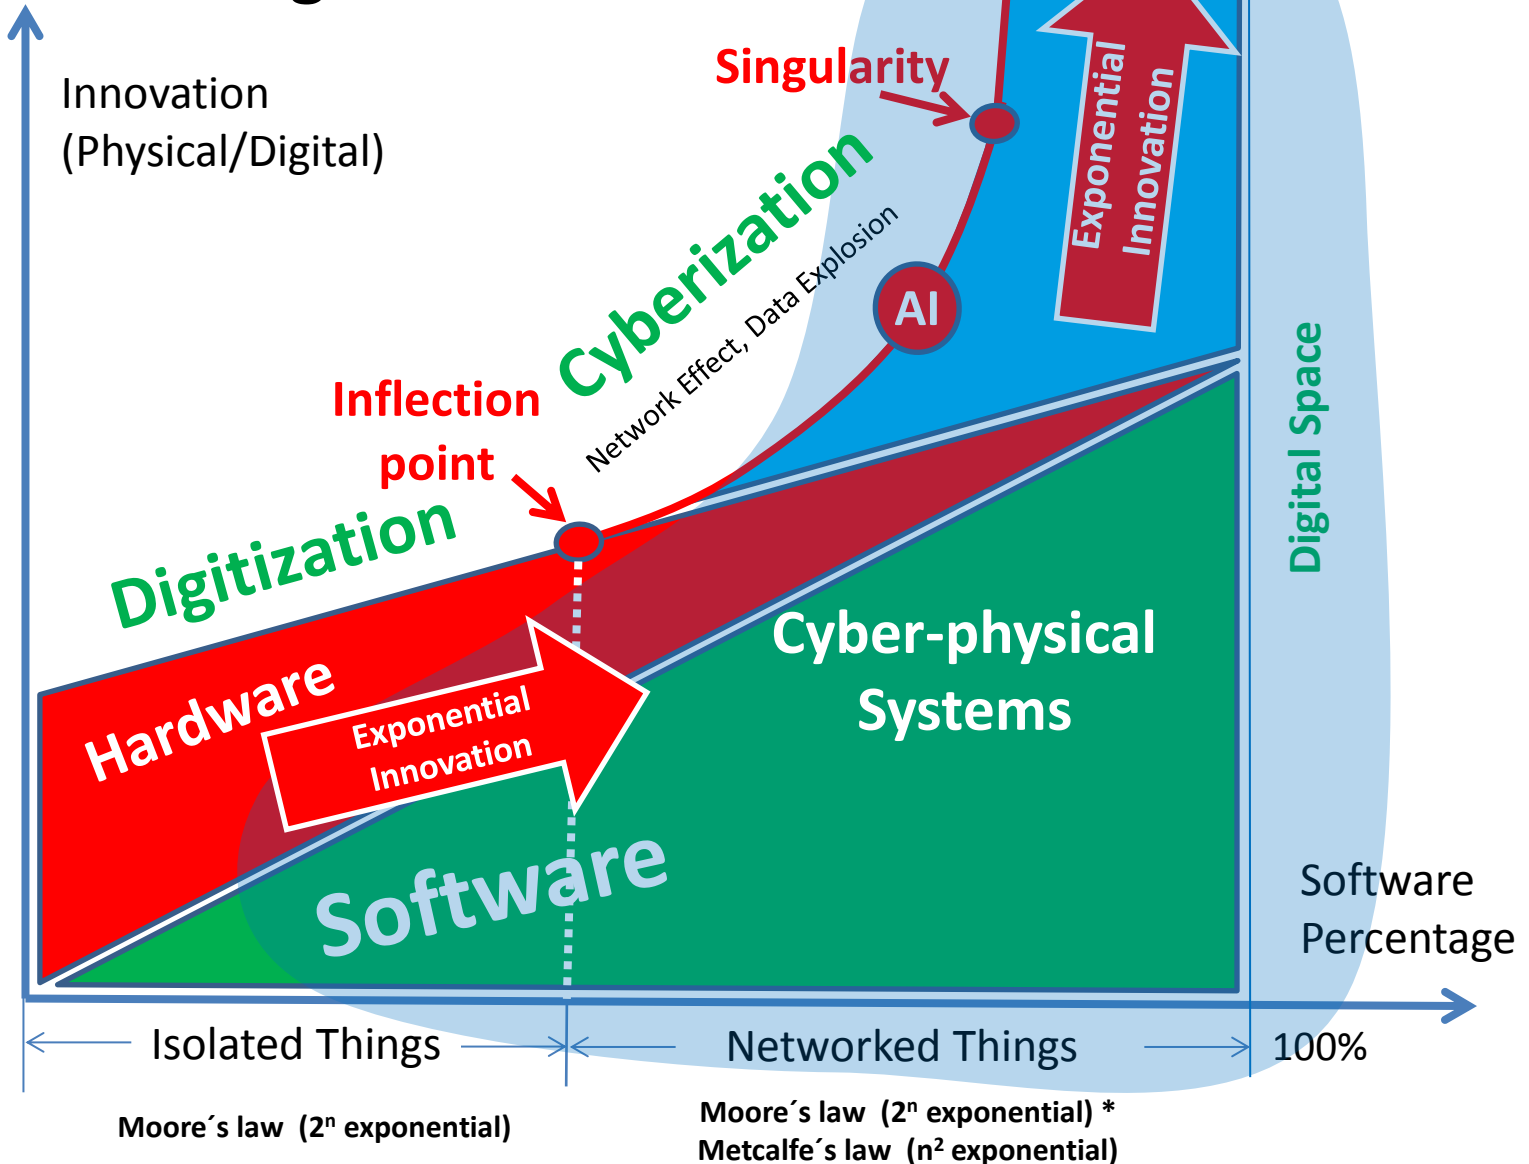 Innovation
(Physical/Digital)
Singularity
Exponential
Innovation
Cyberization
Network Effect, Data Explosion
AI
Inflection
point
Digitization
Digital Space
Hardware
Exponential
Innovation
Cyber-physical
Systems
Software
Software
Percentage
Isolated Things
Networked Things
100%
Moore´s law (2ⁿ exponential)
Moore´s law (2ⁿ exponential) *
Metcalfe´s law (n² exponential)